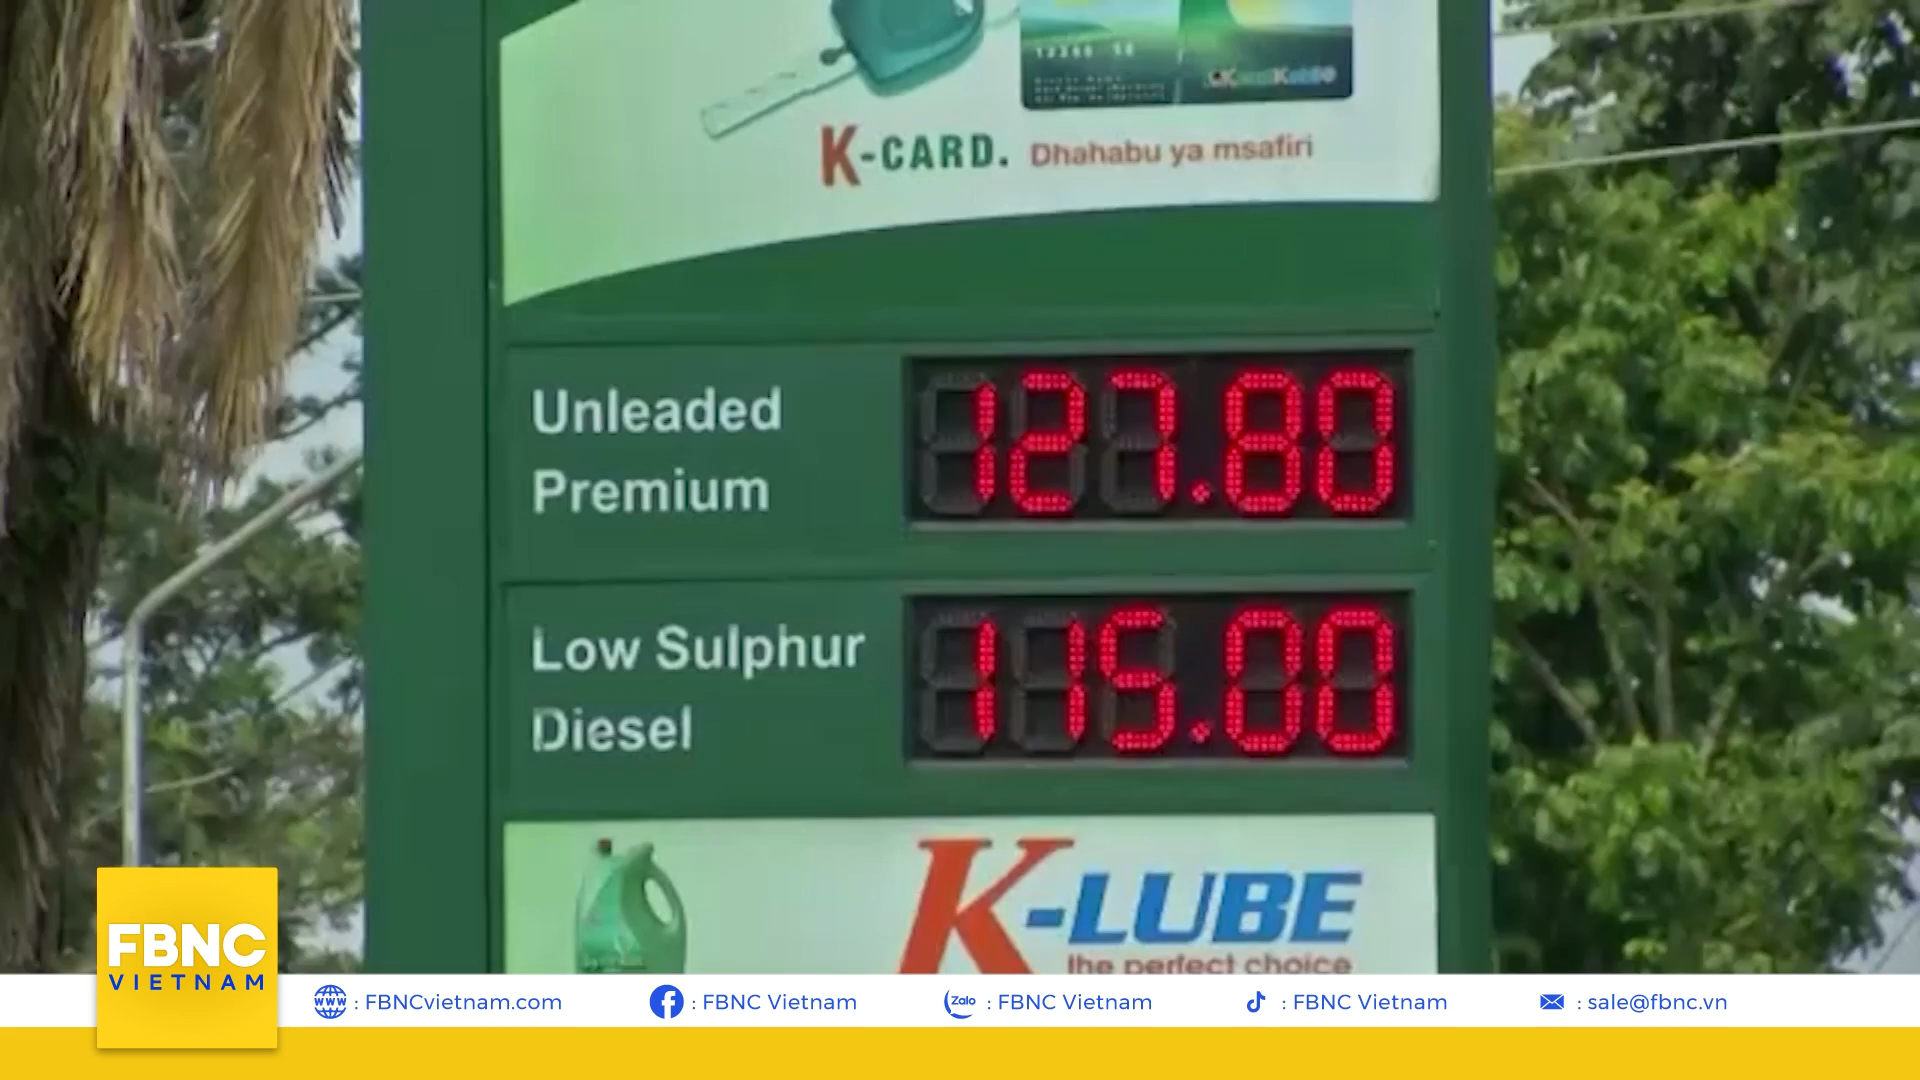 K-CARD. Dhahabu ya msafiri
Unleaded
Premium
127.80
Low Sulphur
Diesel
115.00
K-LUBE
the perfect choice
FBNC
VIETNAM
www : FBNCvietnam.com
: FBNC Vietnam
Zalo : FBNC Vietnam
: FBNC Vietnam
: sale@fbnc.vn